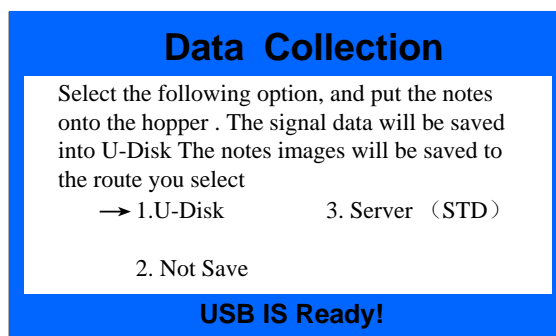 Data Collection
Select the following option, and put the notes
onto the hopper . The signal data will be saved
into U-Disk The notes images will be saved to
the route you select
→ 1.U-Disk 3. Server （STD）
2. Not Save
USB IS Ready!